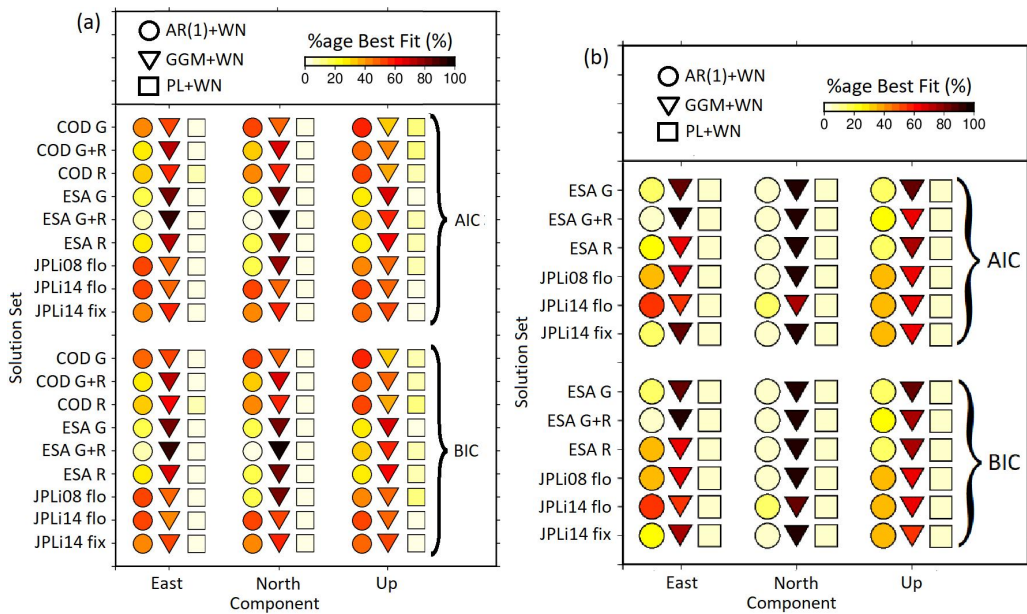 (a)
AR(1)+WN
GGM+WN
PL+WN
%age Best Fit (%)
0 20 40 60 80 100
COD G
COD G+R
COD R
ESA G
ESA G+R
ESA R
JPLi08 flo
JPLi14 flo
JPLi14 fix
AIC
COD G
COD G+R
COD R
ESA G
ESA G+R
ESA R
JPLi08 flo
JPLi14 flo
JPLi14 fix
BIC
Solution Set
East North Up
Component
(b)
AR(1)+WN
GGM+WN
PL+WN
%age Best Fit (%)
0 20 40 60 80 100
ESA G
ESA G+R
ESA R
JPLi08 flo
JPLi14 flo
JPLi14 fix
AIC
ESA G
ESA G+R
ESA R
JPLi08 flo
JPLi14 flo
JPLi14 fix
BIC
Solution Set
East North Up
Component